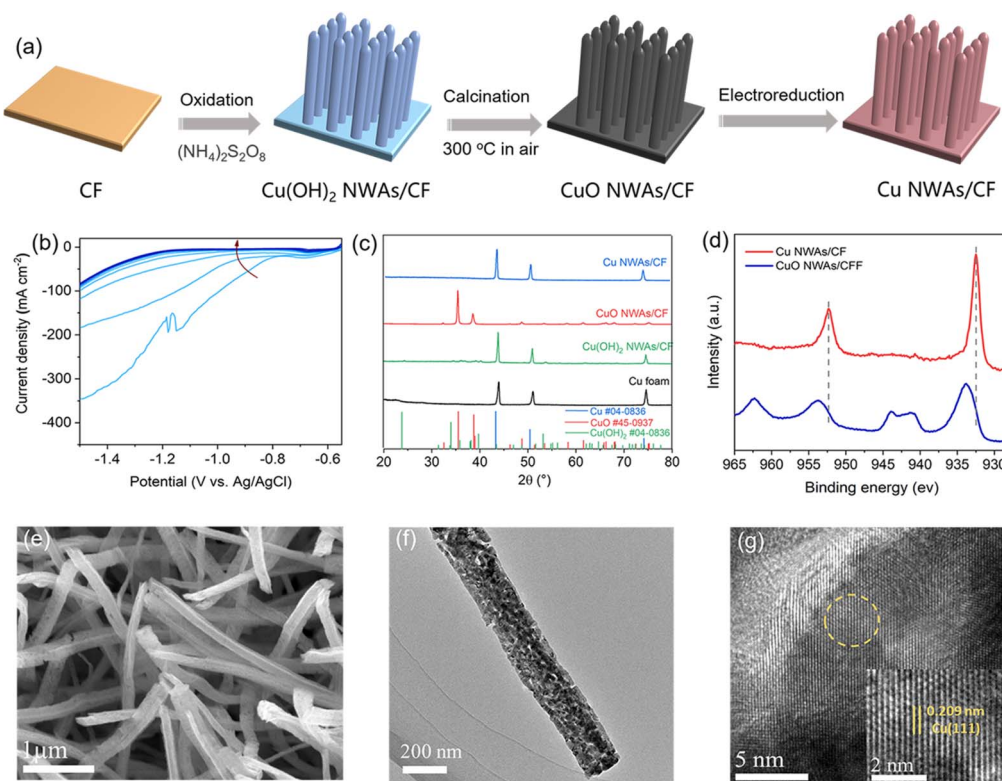 (a)
Oxidation
(NH₄)₂S₂O₈
Calcination
300 ºC in air
Electroreduction
CF
Cu(OH)₂ NWAs/CF
CuO NWAs/CF
Cu NWAs/CF
(b)
0
-50
-100
-150
-200
-250
-300
-350
-400
-450
Current density (mA cm⁻²)
-1.4
-1.2
-1.0
-0.8
-0.6
Potential (V vs. Ag/AgCl)
(c)
Cu NWAs/CF
CuO NWAs/CF
Cu(OH)₂ NWAs/CF
Cu foam
Cu #04-0836
CuO #45-0937
Cu(OH)₂ #04-0836
20
30
40
50
60
70
80
2θ (°)
(d)
Cu NWAs/CF
CuO NWAs/CFF
Intensity (a.u.)
965
960
955
950
945
940
935
930
Binding energy (ev)
(e)
1μm
(f)
200 nm
(g)
0.209 nm
Cu(111)
5 nm
2 nm